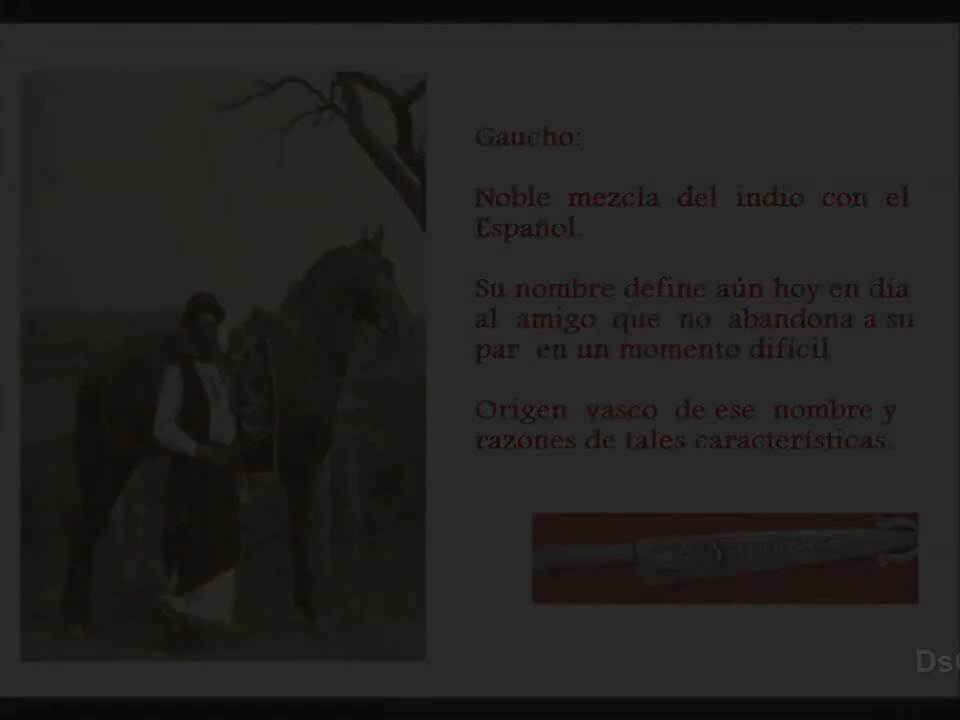 Gaucho:
Noble mezcla del indio con el
Español.
Su nombre define aún hoy en día
al amigo que no abandona a su
par en un momento difícil
Origen vasco de ese nombre y
razones de tales características.
Ds